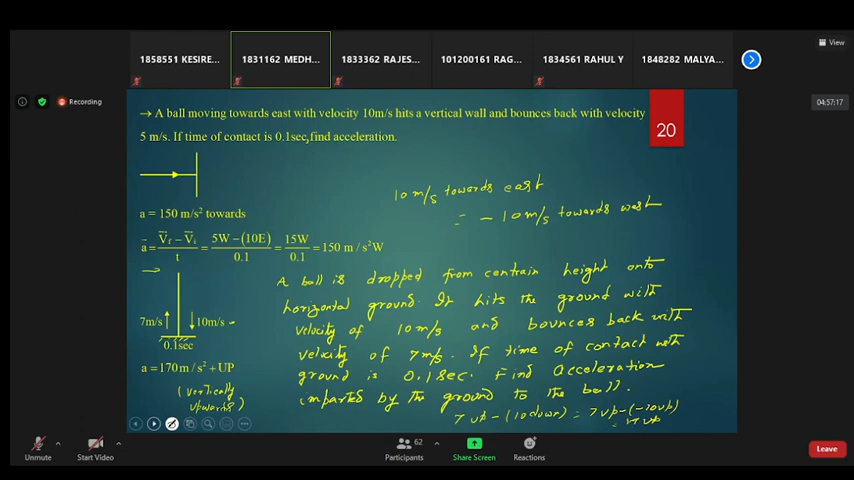 View
1858551 KESIRE...
1831162 MEDH...
1833362 RAJES...
101200161 RAG...
1834561 RAHUL Y
1848282 MALYA...
Recording
04:57:17
→ A ball moving towards east with velocity 10m/s hits a vertical wall and bounces back with velocity
5 m/s. If time of contact is 0.1sec,find acceleration.
20
10 m/s towards east
= - 10 m/s towards west
a = 150 m/s² towards
a = Vf − Vi / t = 5W − (10E) / 0.1 = 15W / 0.1 = 150 m / s² W
A ball is dropped from centrain height onto
horizontal ground. It hits the ground with
velocity of 10 m/s and bounces back with
velocity of 7 m/s. If time of contact with
ground is 0.1 sec. Find Acceleration
imparted by the ground to the ball.
7m/s
10m/s
0.1sec
a = 170 m / s² + UP
(vertically
upwards)
7 up - (10 down) = 7 up - (-10 up)
= 17 up
Unmute
Start Video
62
Participants
Share Screen
Reactions
Leave